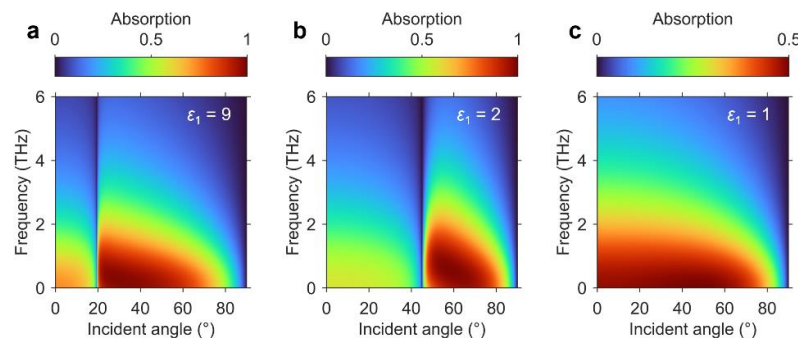 a Absorption
0 0.5 1
b Absorption
0 0.5 1
c Absorption
0 0.5
Frequency (THz)
6
4
2
0
ε₁ = 9
0 20 40 60 80
Incident angle (°)
Frequency (THz)
6
4
2
0
ε₁ = 2
0 20 40 60 80
Incident angle (°)
Frequency (THz)
6
4
2
0
ε₁ = 1
0 20 40 60 80
Incident angle (°)